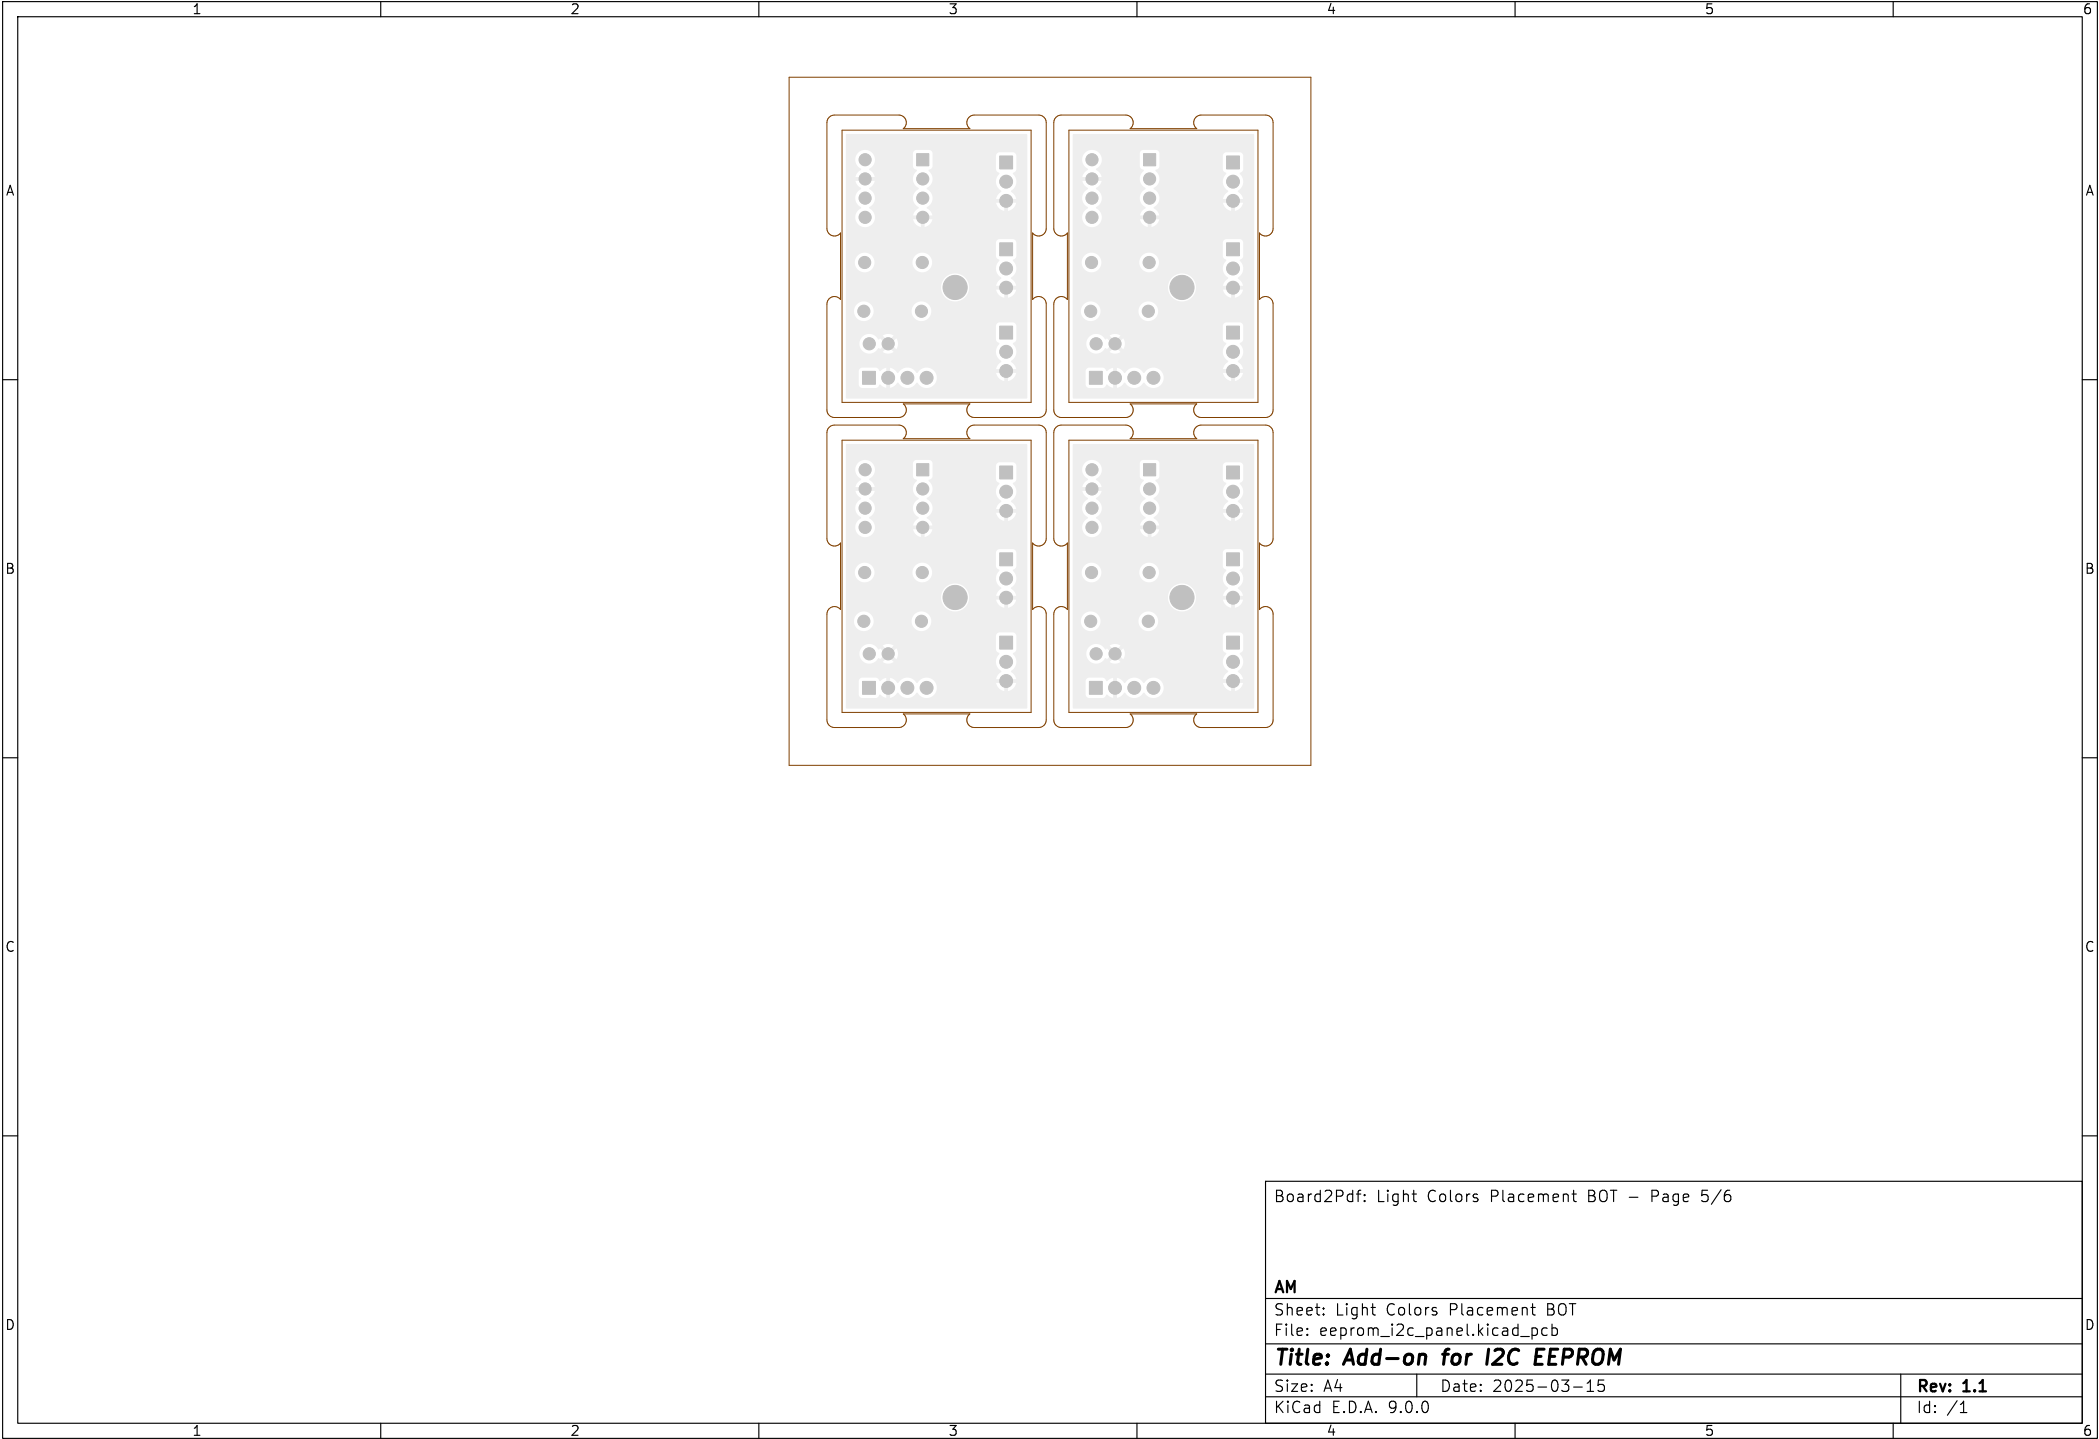 1 2 3 4 5 6
A A
B B
C C
D D
Board2Pdf: Light Colors Placement BOT - Page 5/6
AM
Sheet: Light Colors Placement BOT
File: eeprom_i2c_panel.kicad_pcb
Title: Add-on for I2C EEPROM
Size: A4 Date: 2025-03-15 Rev: 1.1
KiCad E.D.A. 9.0.0 Id: /1
1 2 3 4 5 6